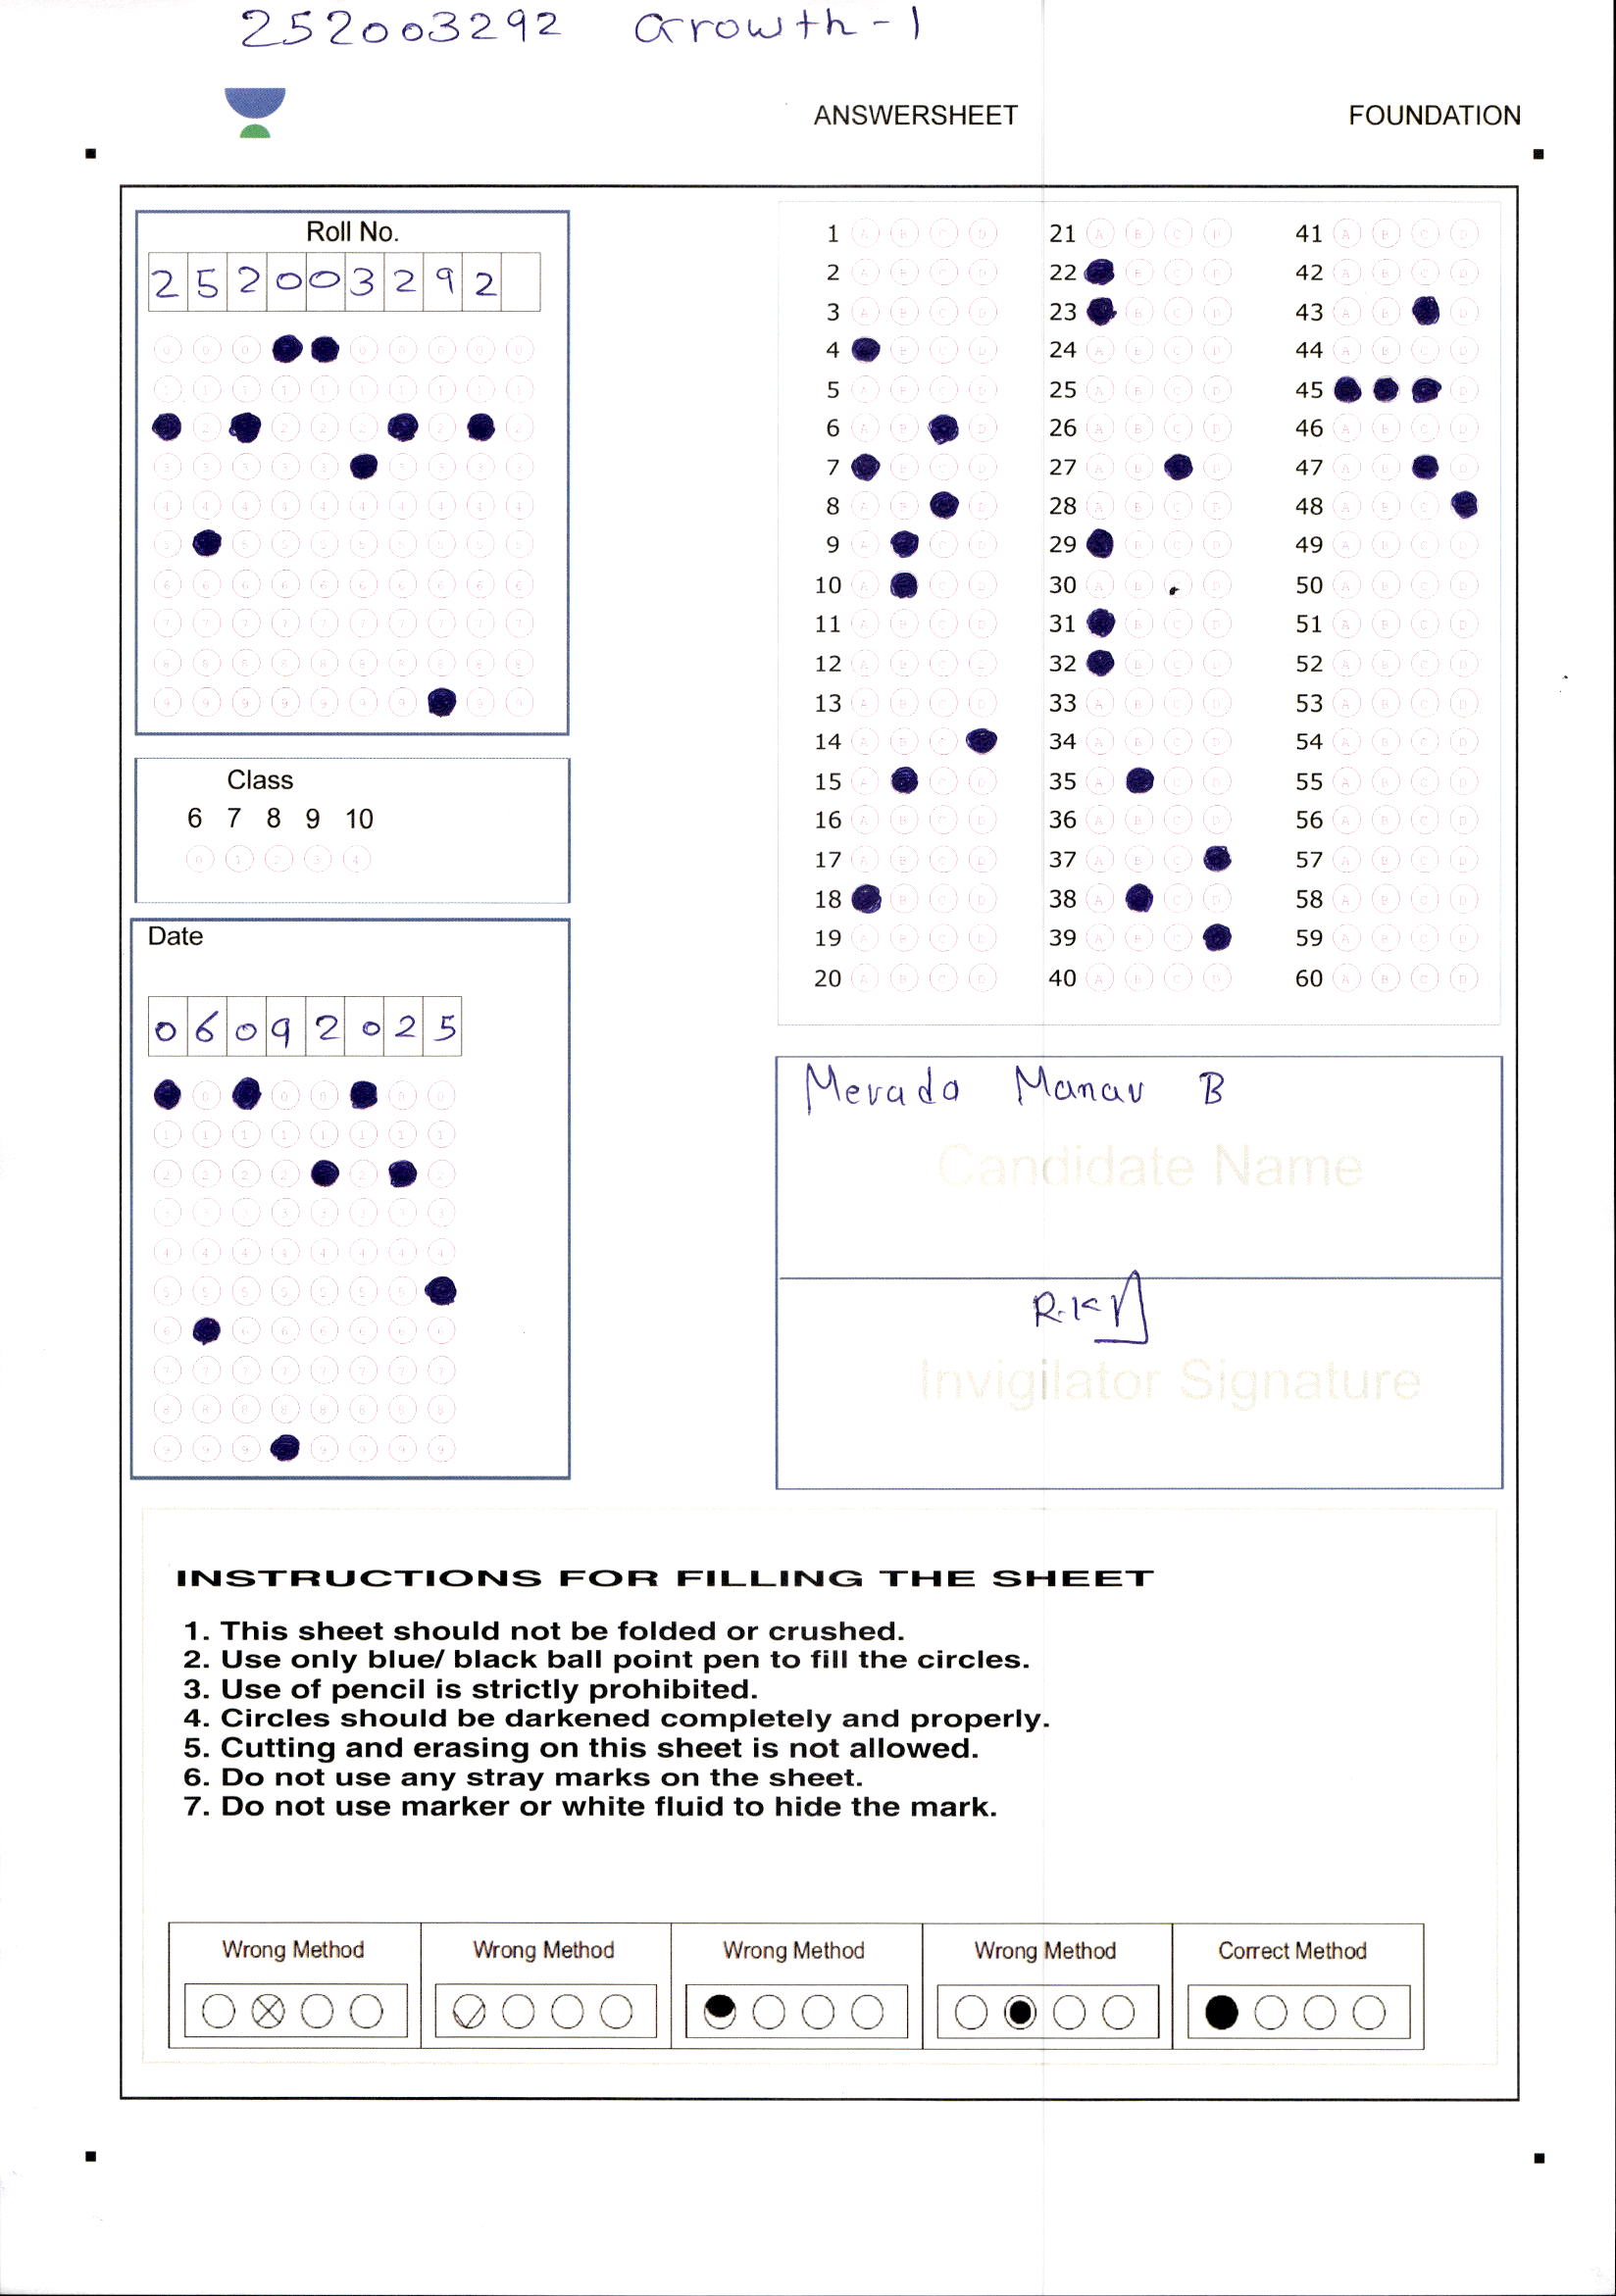 252003292 Growth-1
ANSWERSHEET FOUNDATION
Roll No.
2 5 2 0 0 3 2 9 2
Class
6 7 8 9 10
Date
0 6 0 9 2 0 2 5
1 A B C D 21 A B C D 41 A B C D
2 A B C D 22 B C D 42 A B C D
3 A B C D 23 B C D 43 A B D
4 B C D 24 A B C D 44 A B C D
5 A B C D 25 A B C D 45 D
6 A B D 26 A B C D 46 A B C D
7 B C D 27 A B D 47 A B D
8 A B D 28 A B C D 48 A B C
9 A C D 29 B C D 49 A B C D
10 A C D 30 A B C D 50 A B C D
11 A B C D 31 B C D 51 A B C D
12 A B C D 32 B C D 52 A B C D
13 A B C D 33 A B C D 53 A B C D
14 A B C 34 A B C D 54 A B C D
15 A C D 35 A C D 55 A B C D
16 A B C D 36 A B C D 56 A B C D
17 A B C D 37 A B C 57 A B C D
18 B C D 38 A C D 58 A B C D
19 A B C D 39 A B C 59 A B C D
20 A B C D 40 A B C D 60 A B C D
Mevada Manav B
Candidate Name
Invigilator Signature
INSTRUCTIONS FOR FILLING THE SHEET
1. This sheet should not be folded or crushed.
2. Use only blue/ black ball point pen to fill the circles.
3. Use of pencil is strictly prohibited.
4. Circles should be darkened completely and properly.
5. Cutting and erasing on this sheet is not allowed.
6. Do not use any stray marks on the sheet.
7. Do not use marker or white fluid to hide the mark.
Wrong Method Wrong Method Wrong Method Wrong Method Correct Method